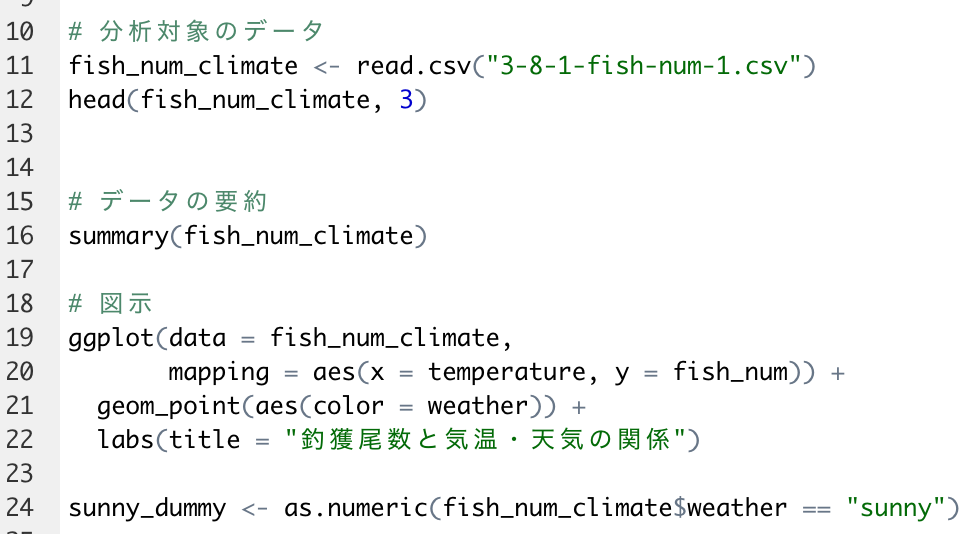 10 # 分析対象のデータ
11 fish_num_climate <- read.csv("3-8-1-fish-num-1.csv")
12 head(fish_num_climate, 3)
13
14
15 # データの要約
16 summary(fish_num_climate)
17
18 # 図示
19 ggplot(data = fish_num_climate,
20 mapping = aes(x = temperature, y = fish_num)) +
21 geom_point(aes(color = weather)) +
22 labs(title = "釣獲尾数と気温・天気の関係")
23
24 sunny_dummy <- as.numeric(fish_num_climate$weather == "sunny")